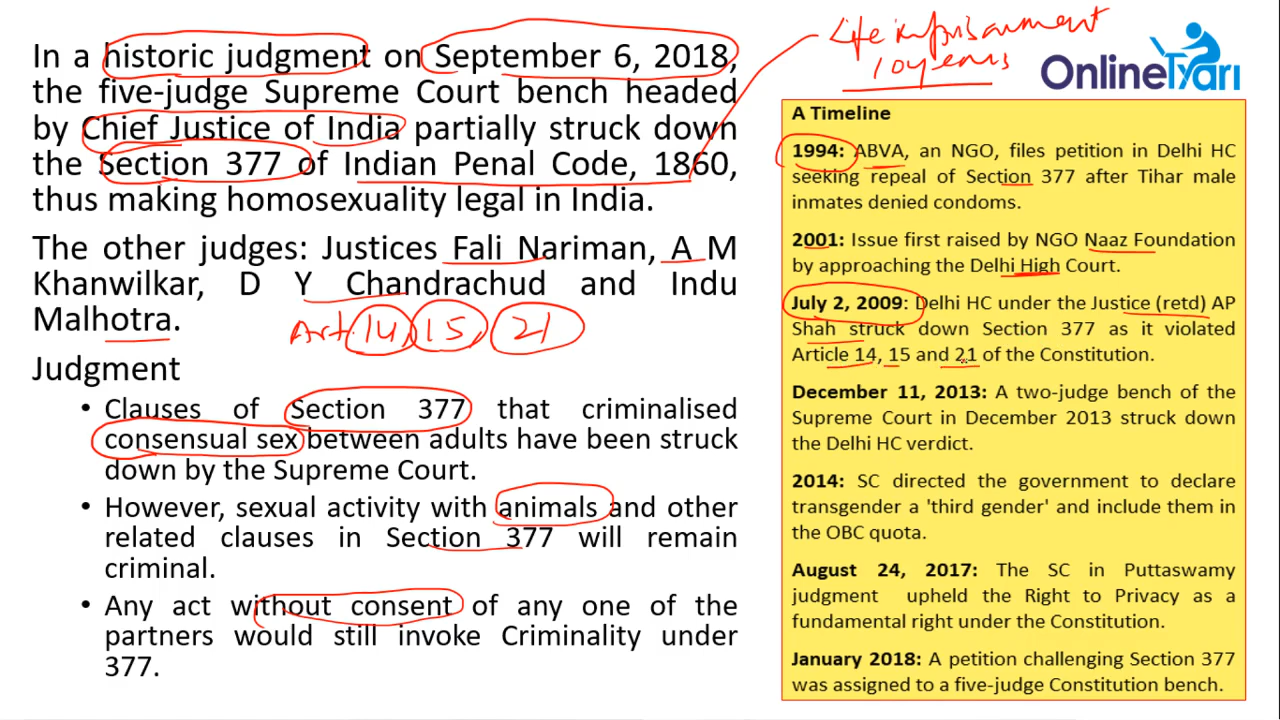 In a historic judgment on September 6, 2018,
the five-judge Supreme Court bench headed
by Chief Justice of India partially struck down
the Section 377 of Indian Penal Code, 1860,
thus making homosexuality legal in India.
The other judges: Justices Fali Nariman, A M
Khanwilkar, D Y Chandrachud and Indu
Malhotra.
Art. 14, 15, 21
Judgment
• Clauses of Section 377 that criminalised
consensual sex between adults have been struck
down by the Supreme Court.
• However, sexual activity with animals and other
related clauses in Section 377 will remain
criminal.
• Any act without consent of any one of the
partners would still invoke Criminality under
377.
Life imprisonment
10 years
OnlineTyari
A Timeline
1994: ABVA, an NGO, files petition in Delhi HC
seeking repeal of Section 377 after Tihar male
inmates denied condoms.
2001: Issue first raised by NGO Naaz Foundation
by approaching the Delhi High Court.
July 2, 2009: Delhi HC under the Justice (retd) AP
Shah struck down Section 377 as it violated
Article 14, 15 and 21 of the Constitution.
December 11, 2013: A two-judge bench of the
Supreme Court in December 2013 struck down
the Delhi HC verdict.
2014: SC directed the government to declare
transgender a 'third gender' and include them in
the OBC quota.
August 24, 2017: The SC in Puttaswamy
judgment upheld the Right to Privacy as a
fundamental right under the Constitution.
January 2018: A petition challenging Section 377
was assigned to a five-judge Constitution bench.